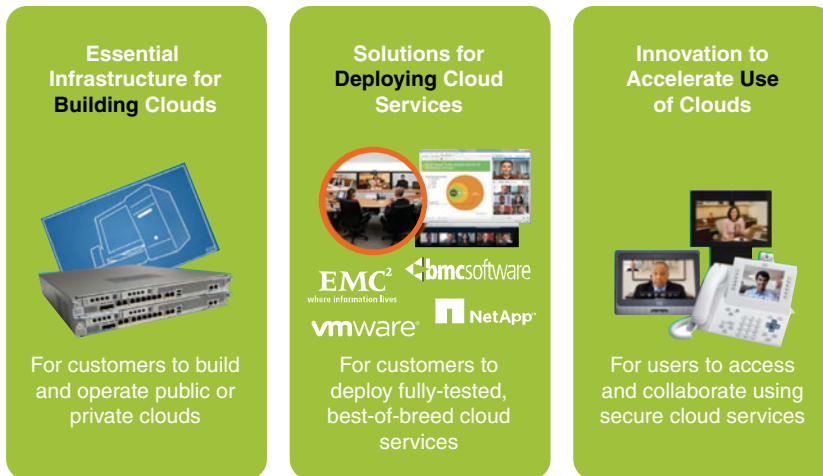 Essential
Infrastructure for
Building Clouds
For customers to build
and operate public or
private clouds
Solutions for
Deploying Cloud
Services
EMC²
where information lives
bmcsoftware
vmware®
NetApp™
For customers to
deploy fully-tested,
best-of-breed cloud
services
Innovation to
Accelerate Use
of Clouds
For users to access
and collaborate using
secure cloud services